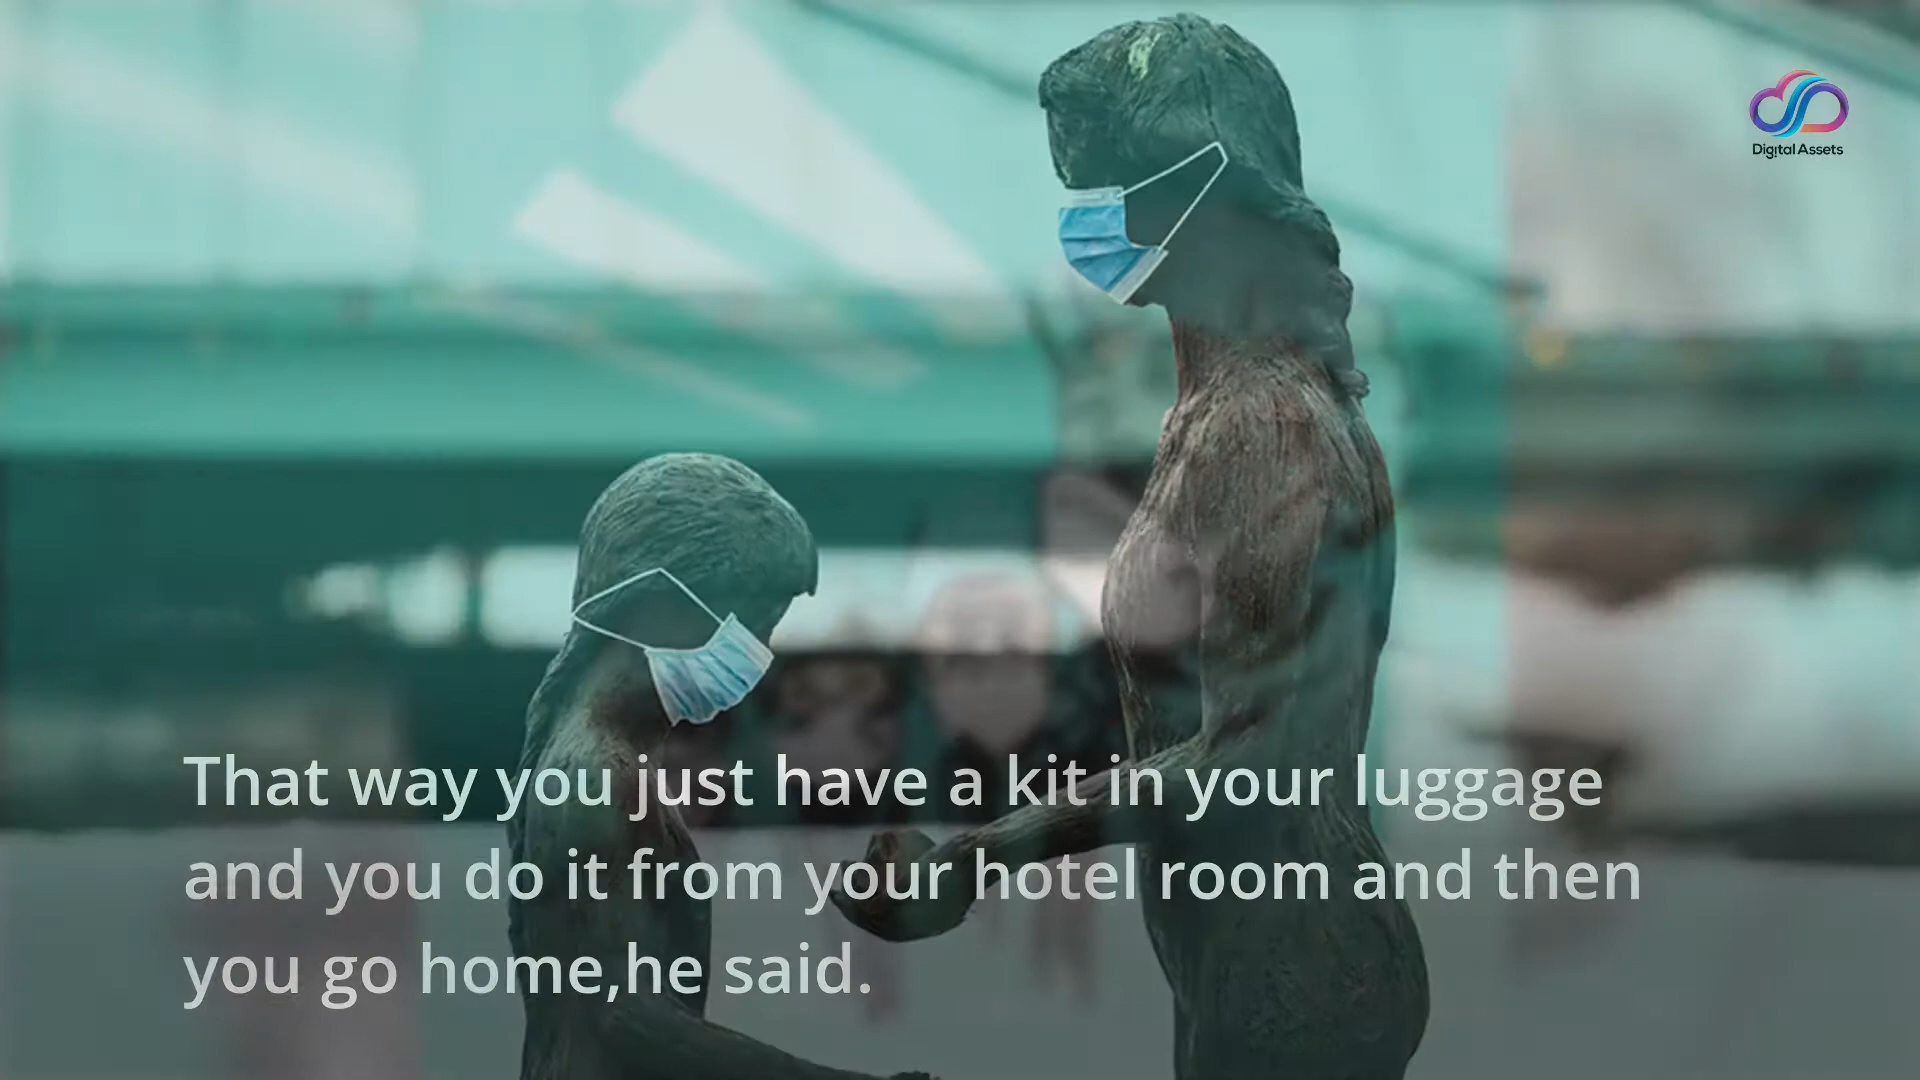 Digital Assets
That way you just have a kit in your luggage
and you do it from your hotel room and then
you go home,he said.